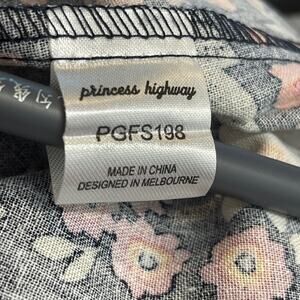 princess highway
PGFS198
MADE IN CHINA
DESIGNED IN MELBOURNE